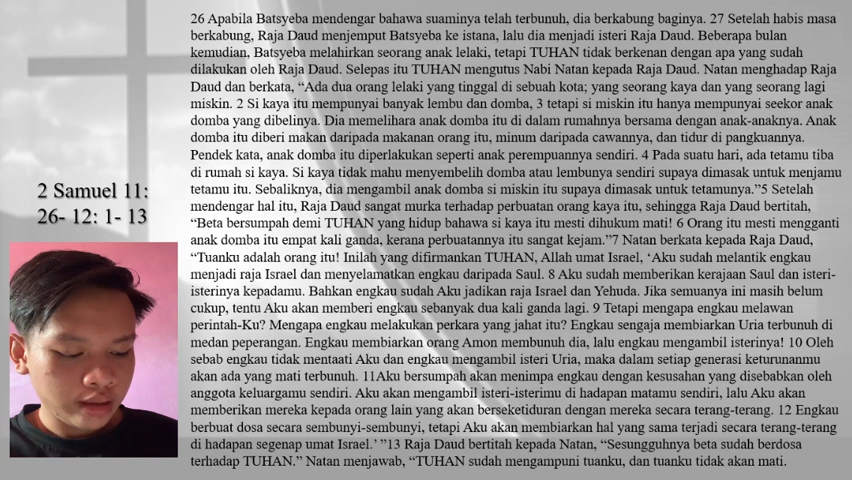 26 Apabila Batsyeba mendengar bahawa suaminya telah terbunuh, dia berkabung baginya. 27 Setelah habis masa
berkabung, Raja Daud menjemput Batsyeba ke istana, lalu dia menjadi isteri Raja Daud. Beberapa bulan
kemudian, Batsyeba melahirkan seorang anak lelaki, tetapi TUHAN tidak berkenan dengan apa yang sudah
dilakukan oleh Raja Daud. Selepas itu TUHAN mengutus Nabi Natan kepada Raja Daud. Natan menghadap Raja
Daud dan berkata, “Ada dua orang lelaki yang tinggal di sebuah kota; yang seorang kaya dan yang seorang lagi
miskin. 2 Si kaya itu mempunyai banyak lembu dan domba, 3 tetapi si miskin itu hanya mempunyai seekor anak
domba yang dibelinya. Dia memelihara anak domba itu di dalam rumahnya bersama dengan anak-anaknya. Anak
domba itu diberi makan daripada makanan orang itu, minum daripada cawannya, dan tidur di pangkuannya.
Pendek kata, anak domba itu diperlakukan seperti anak perempuannya sendiri. 4 Pada suatu hari, ada tetamu tiba
di rumah si kaya. Si kaya tidak mahu menyembelih domba atau lembunya sendiri supaya dimasak untuk menjamu
tetamu itu. Sebaliknya, dia mengambil anak domba si miskin itu supaya dimasak untuk tetamunya.”5 Setelah
mendengar hal itu, Raja Daud sangat murka terhadap perbuatan orang kaya itu, sehingga Raja Daud bertitah,
“Beta bersumpah demi TUHAN yang hidup bahawa si kaya itu mesti dihukum mati! 6 Orang itu mesti mengganti
anak domba itu empat kali ganda, kerana perbuatannya itu sangat kejam.”7 Natan berkata kepada Raja Daud,
“Tuanku adalah orang itu! Inilah yang difirmankan TUHAN, Allah umat Israel, ‘Aku sudah melantik engkau
menjadi raja Israel dan menyelamatkan engkau daripada Saul. 8 Aku sudah memberikan kerajaan Saul dan isteri-
isterinya kepadamu. Bahkan engkau sudah Aku jadikan raja Israel dan Yehuda. Jika semuanya ini masih belum
cukup, tentu Aku akan memberi engkau sebanyak dua kali ganda lagi. 9 Tetapi mengapa engkau melawan
perintah-Ku? Mengapa engkau melakukan perkara yang jahat itu? Engkau sengaja membiarkan Uria terbunuh di
medan peperangan. Engkau membiarkan orang Amon membunuh dia, lalu engkau mengambil isterinya! 10 Oleh
sebab engkau tidak mentaati Aku dan engkau mengambil isteri Uria, maka dalam setiap generasi keturunanmu
akan ada yang mati terbunuh. 11Aku bersumpah akan menimpa engkau dengan kesusahan yang disebabkan oleh
anggota keluargamu sendiri. Aku akan mengambil isteri-isterimu di hadapan matamu sendiri, lalu Aku akan
memberikan mereka kepada orang lain yang akan berseketiduran dengan mereka secara terang-terang. 12 Engkau
berbuat dosa secara sembunyi-sembunyi, tetapi Aku akan membiarkan hal yang sama terjadi secara terang-terang
di hadapan segenap umat Israel.’ ”13 Raja Daud bertitah kepada Natan, “Sesungguhnya beta sudah berdosa
terhadap TUHAN.” Natan menjawab, “TUHAN sudah mengampuni tuanku, dan tuanku tidak akan mati.
2 Samuel 11:
26- 12: 1- 13